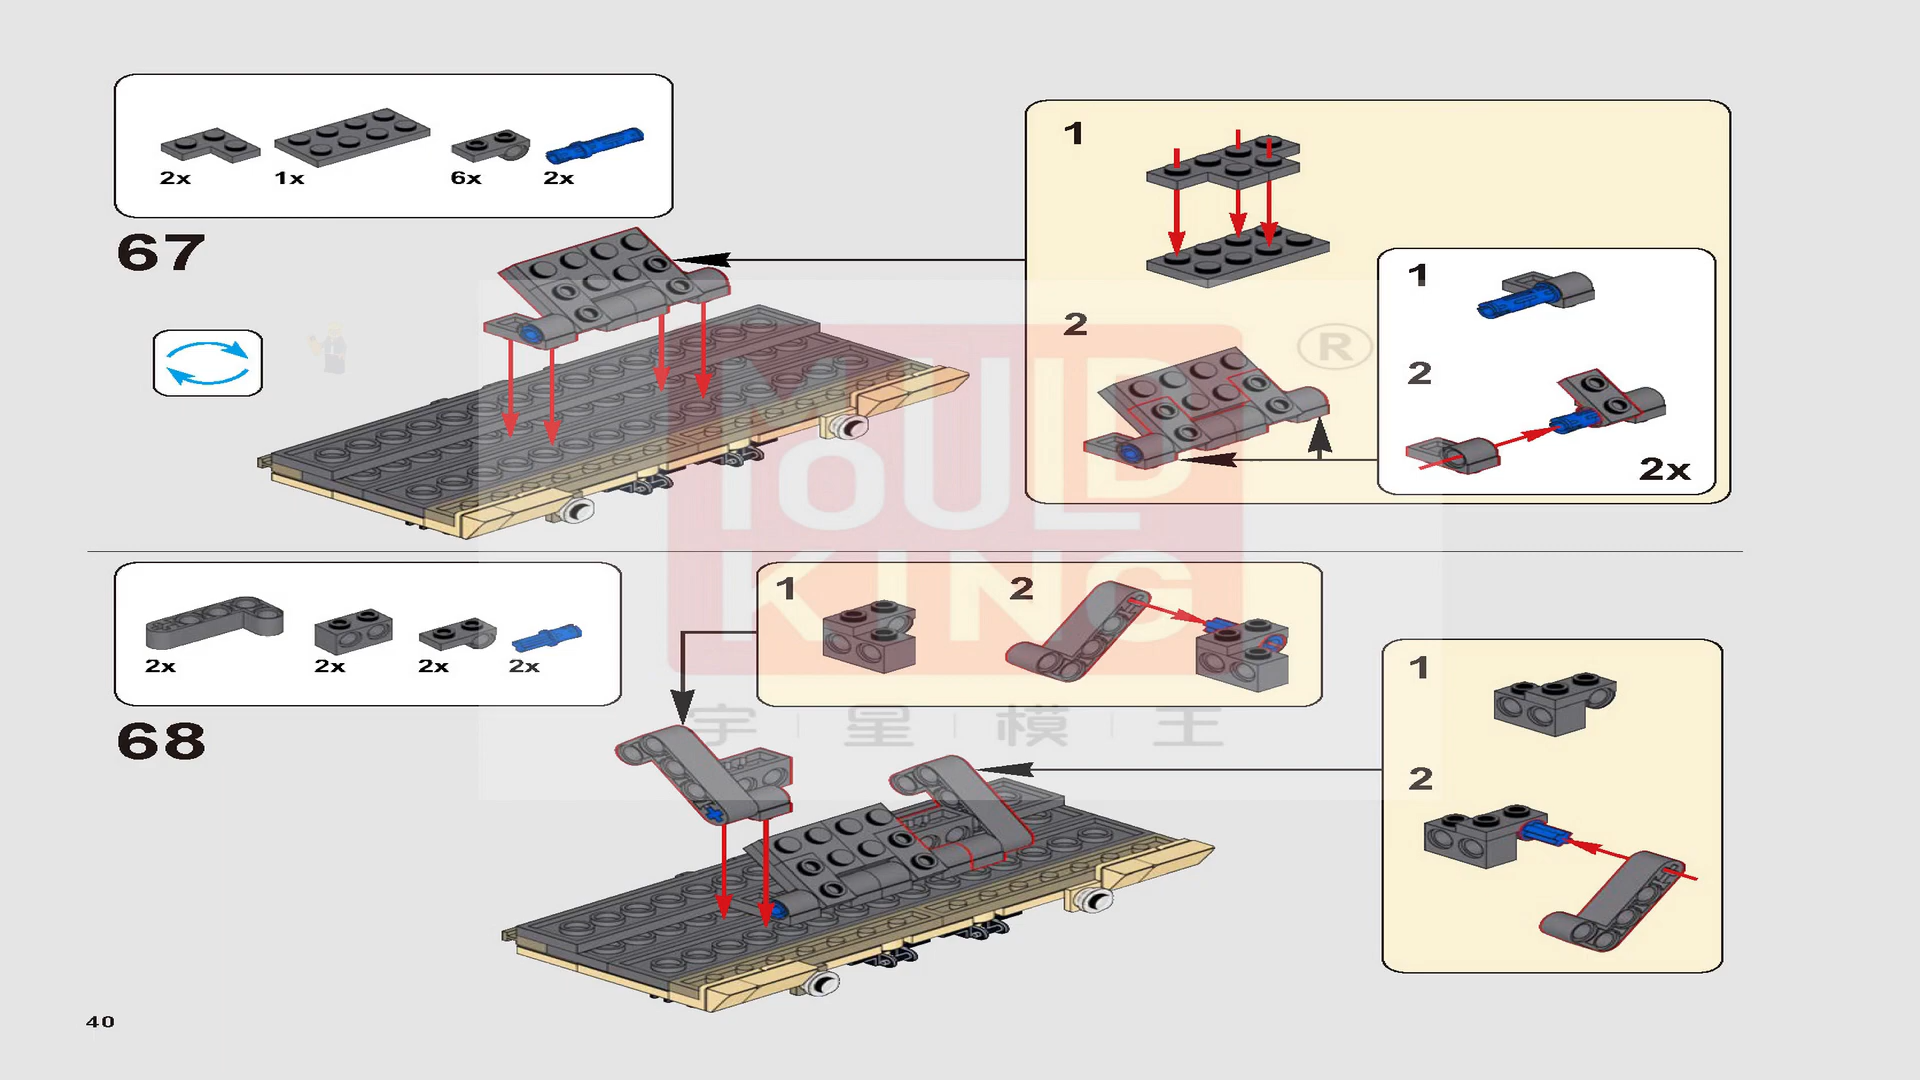 2x 1x 6x 2x
67
1
2
1
2
2x
®
MOULD
KING
宇星模王
2x 2x 2x 2x
68
1 2
1
2
40